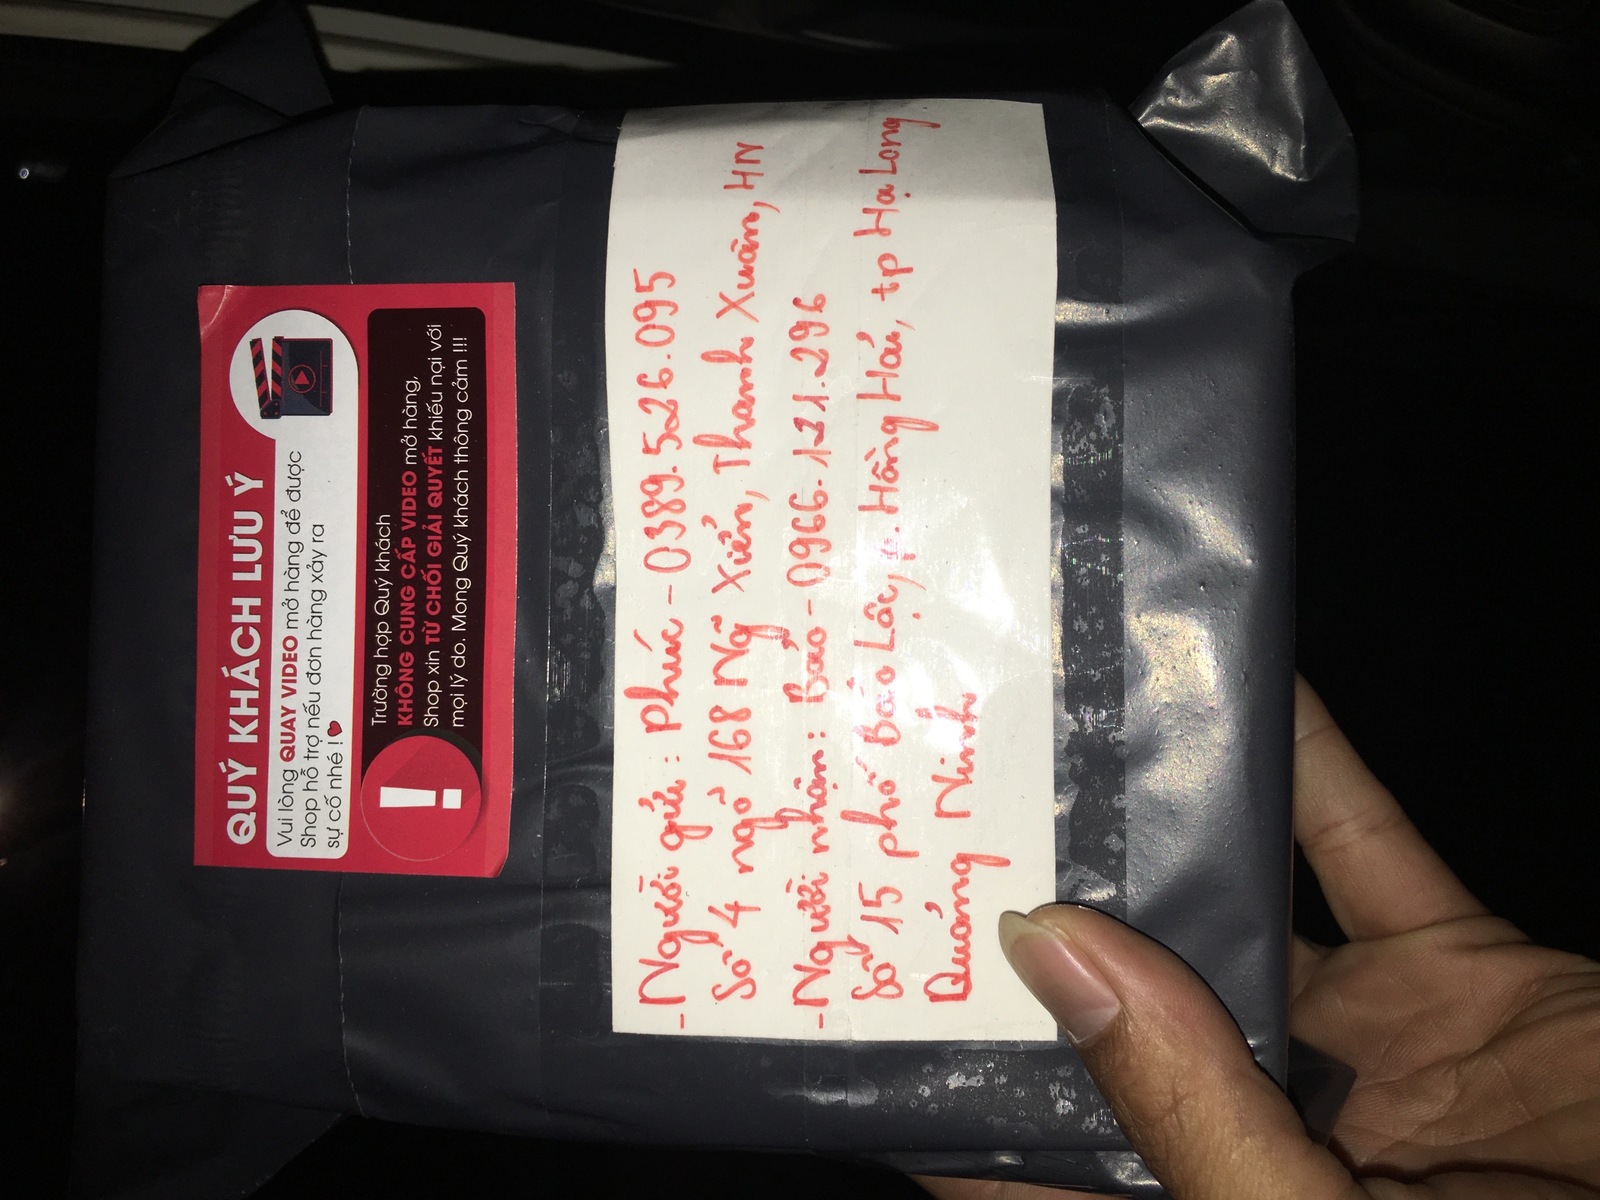 QUÝ KHÁCH LƯU Ý
Vui lòng QUAY VIDEO mở hàng để được
Shop hỗ trợ nếu đơn hàng xảy ra
sự cố nhé !
Trường hợp Quý khách
KHÔNG CUNG CẤP VIDEO mở hàng,
Shop xin TỪ CHỐI GIẢI QUYẾT khiếu nại với
mọi lý do. Mong Quý khách thông cảm !!!
- Người gửi : Phúc - 0389.526.095
Số 4 ngõ 168 Ng Xiển, Thanh Xuân, HN
- Người nhận : Bảo - 0966.121.296
Số 15 phố Bảo Lộc, p. Hồng Hải, tp Hạ Long
Quảng Ninh